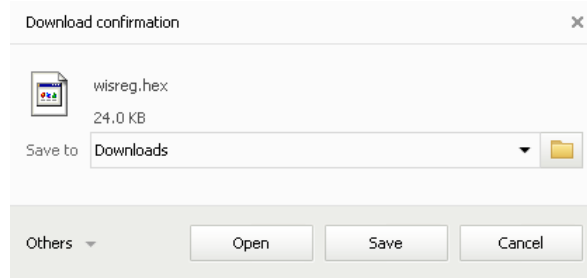 Download confirmation
wisreg.hex
24.0 KB
Save to Downloads
Others Open Save Cancel